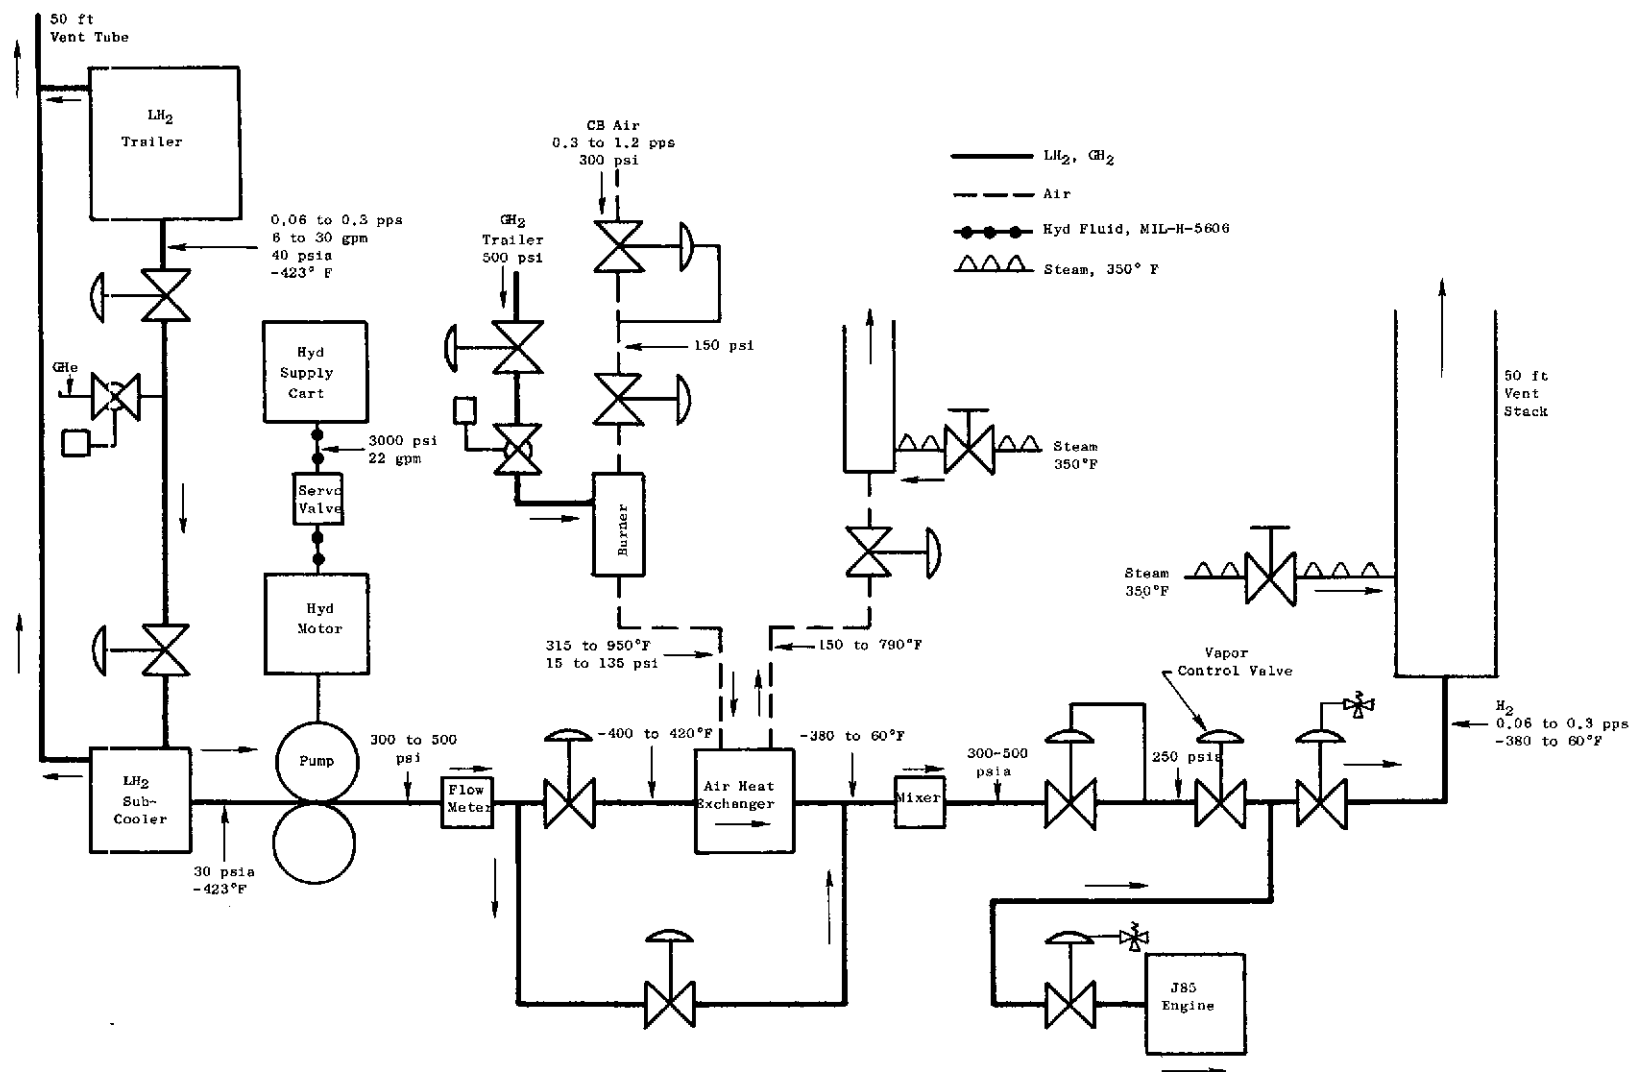 50 ft
Vent Tube
LH2
Trailer
0.06 to 0.3 pps
6 to 30 gpm
40 psia
-423° F
GHe
Hyd
Supply
Cart
3000 psi
22 gpm
Servo
Valve
Hyd
Motor
Pump
LH2
Sub-
Cooler
30 psia
-423°F
300 to 500
psi
Flow
Meter
GH2
Trailer
500 psi
CB Air
0.3 to 1.2 pps
300 psi
150 psi
Burner
315 to 950°F
15 to 135 psi
150 to 790°F
-400 to 420°F
Air Heat
Exchanger
-380 to 60°F
Mixer
300-500
psia
250 psia
Vapor
Control Valve
Steam
350°F
Steam
350°F
50 ft
Vent
Stack
H2
0.06 to 0.3 pps
-380 to 60°F
J85
Engine
LH2, GH2
Air
Hyd Fluid, MIL-H-5606
Steam, 350° F